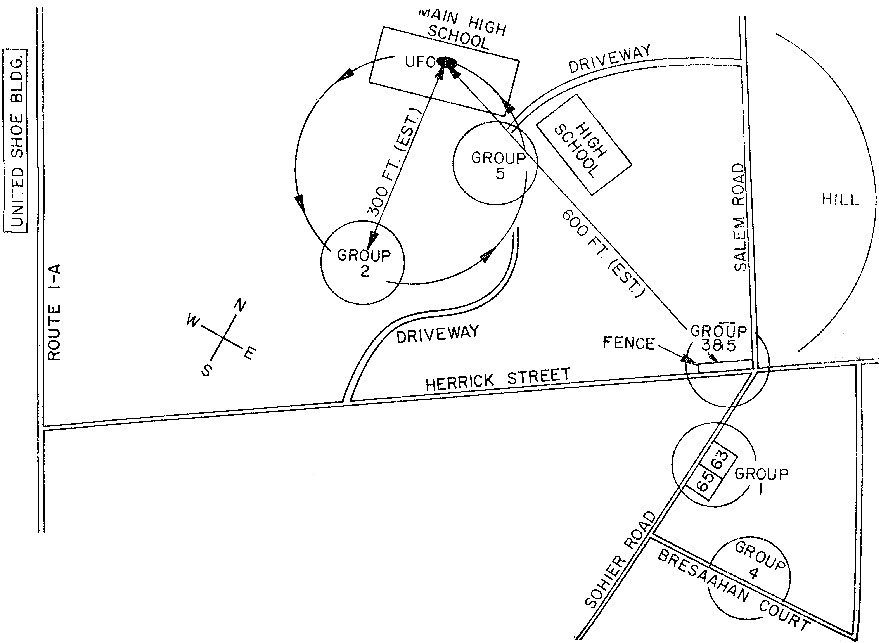 MAIN HIGH
SCHOOL
UFO
DRIVEWAY
UNITED SHOE BLDG.
300 FT. (EST.)
GROUP
5
HIGH
SCHOOL
HILL
SALEM ROAD
600 FT. (EST.)
GROUP
2
ROUTE 1-A
N
W
E
S
DRIVEWAY
FENCE
GROUP
3&5
HERRICK STREET
63
65
GROUP
1
SOHIER ROAD
GROUP
4
BRESAAHAN COURT